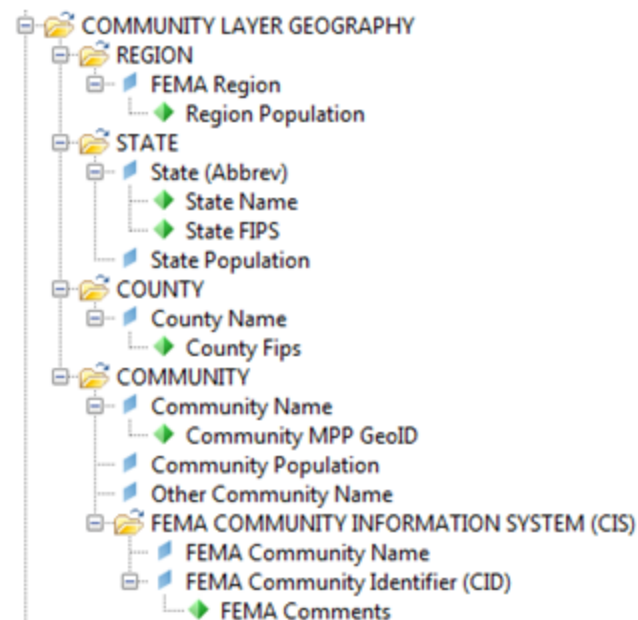 COMMUNITY LAYER GEOGRAPHY
REGION
FEMA Region
Region Population
STATE
State (Abbrev)
State Name
State FIPS
State Population
COUNTY
County Name
County Fips
COMMUNITY
Community Name
Community MPP GeoID
Community Population
Other Community Name
FEMA COMMUNITY INFORMATION SYSTEM (CIS)
FEMA Community Name
FEMA Community Identifier (CID)
FEMA Comments